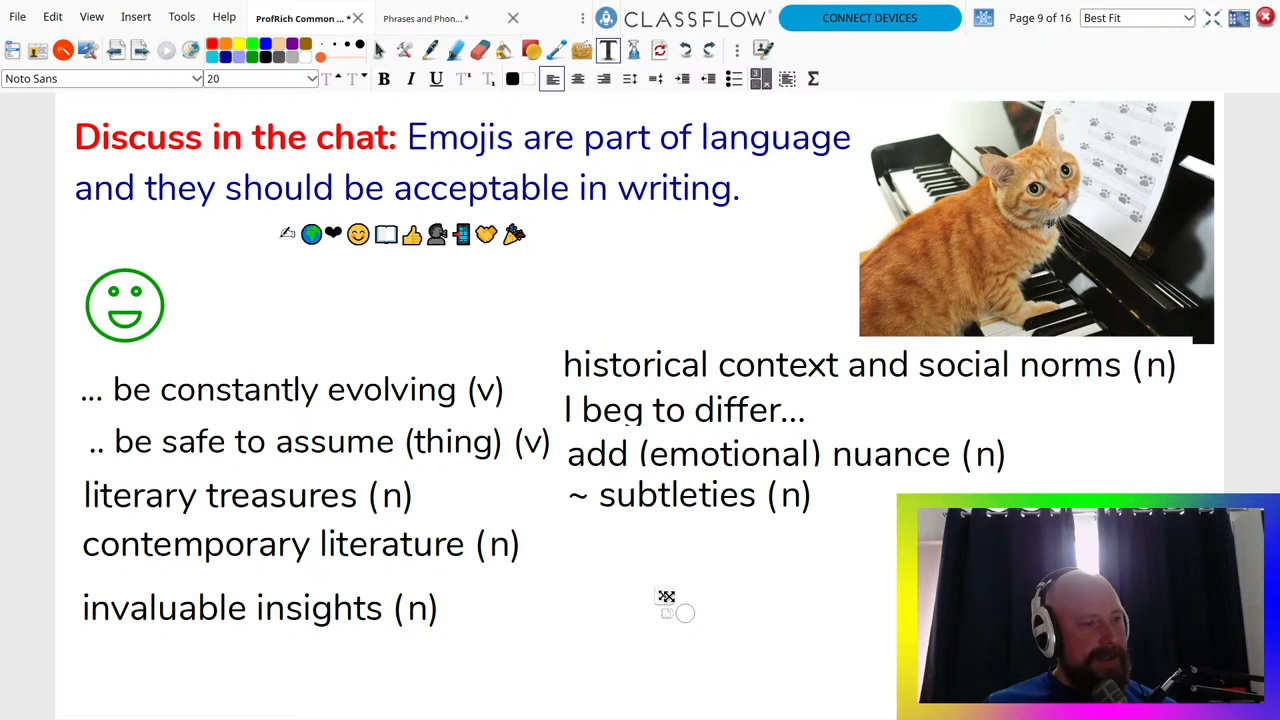 File Edit View Insert Tools Help
ProfRich Common ... *
Phrases and Phon... *
CLASSFLOW
CONNECT DEVICES
Page 9 of 16
Best Fit
Noto Sans
20
B I U T T
Discuss in the chat: Emojis are part of language
and they should be acceptable in writing.
✍🌍❤😊📖👍🗣📲🤝🎉
... be constantly evolving (v)
.. be safe to assume (thing) (v)
literary treasures (n)
contemporary literature (n)
invaluable insights (n)
historical context and social norms (n)
I beg to differ...
add (emotional) nuance (n)
~ subtleties (n)